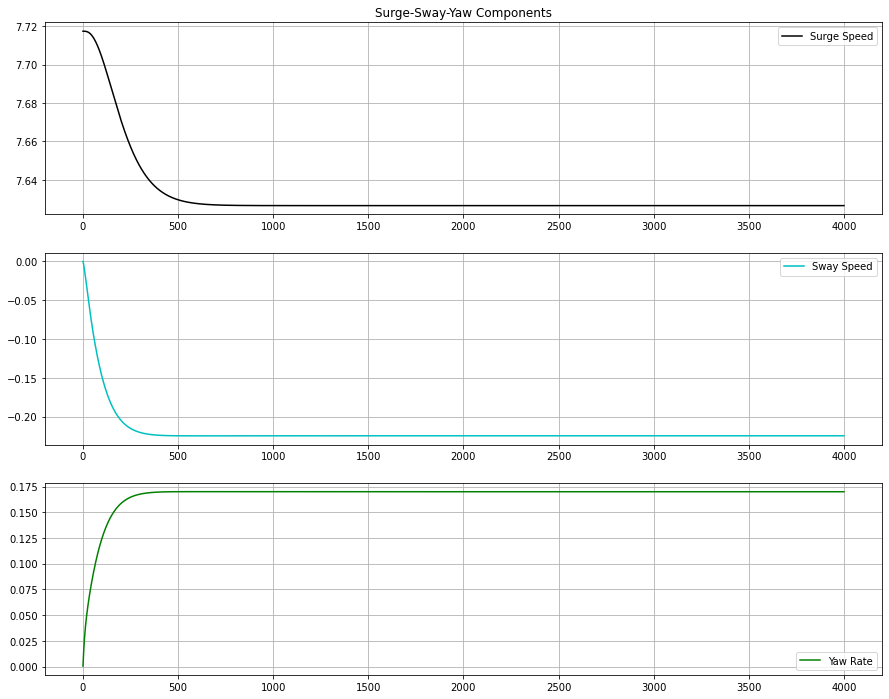 Surge-Sway-Yaw Components
7.72
7.70
7.68
7.66
7.64
Surge Speed
0 500 1000 1500 2000 2500 3000 3500 4000
0.00
−0.05
−0.10
−0.15
−0.20
Sway Speed
0 500 1000 1500 2000 2500 3000 3500 4000
0.175
0.150
0.125
0.100
0.075
0.050
0.025
0.000
Yaw Rate
0 500 1000 1500 2000 2500 3000 3500 4000